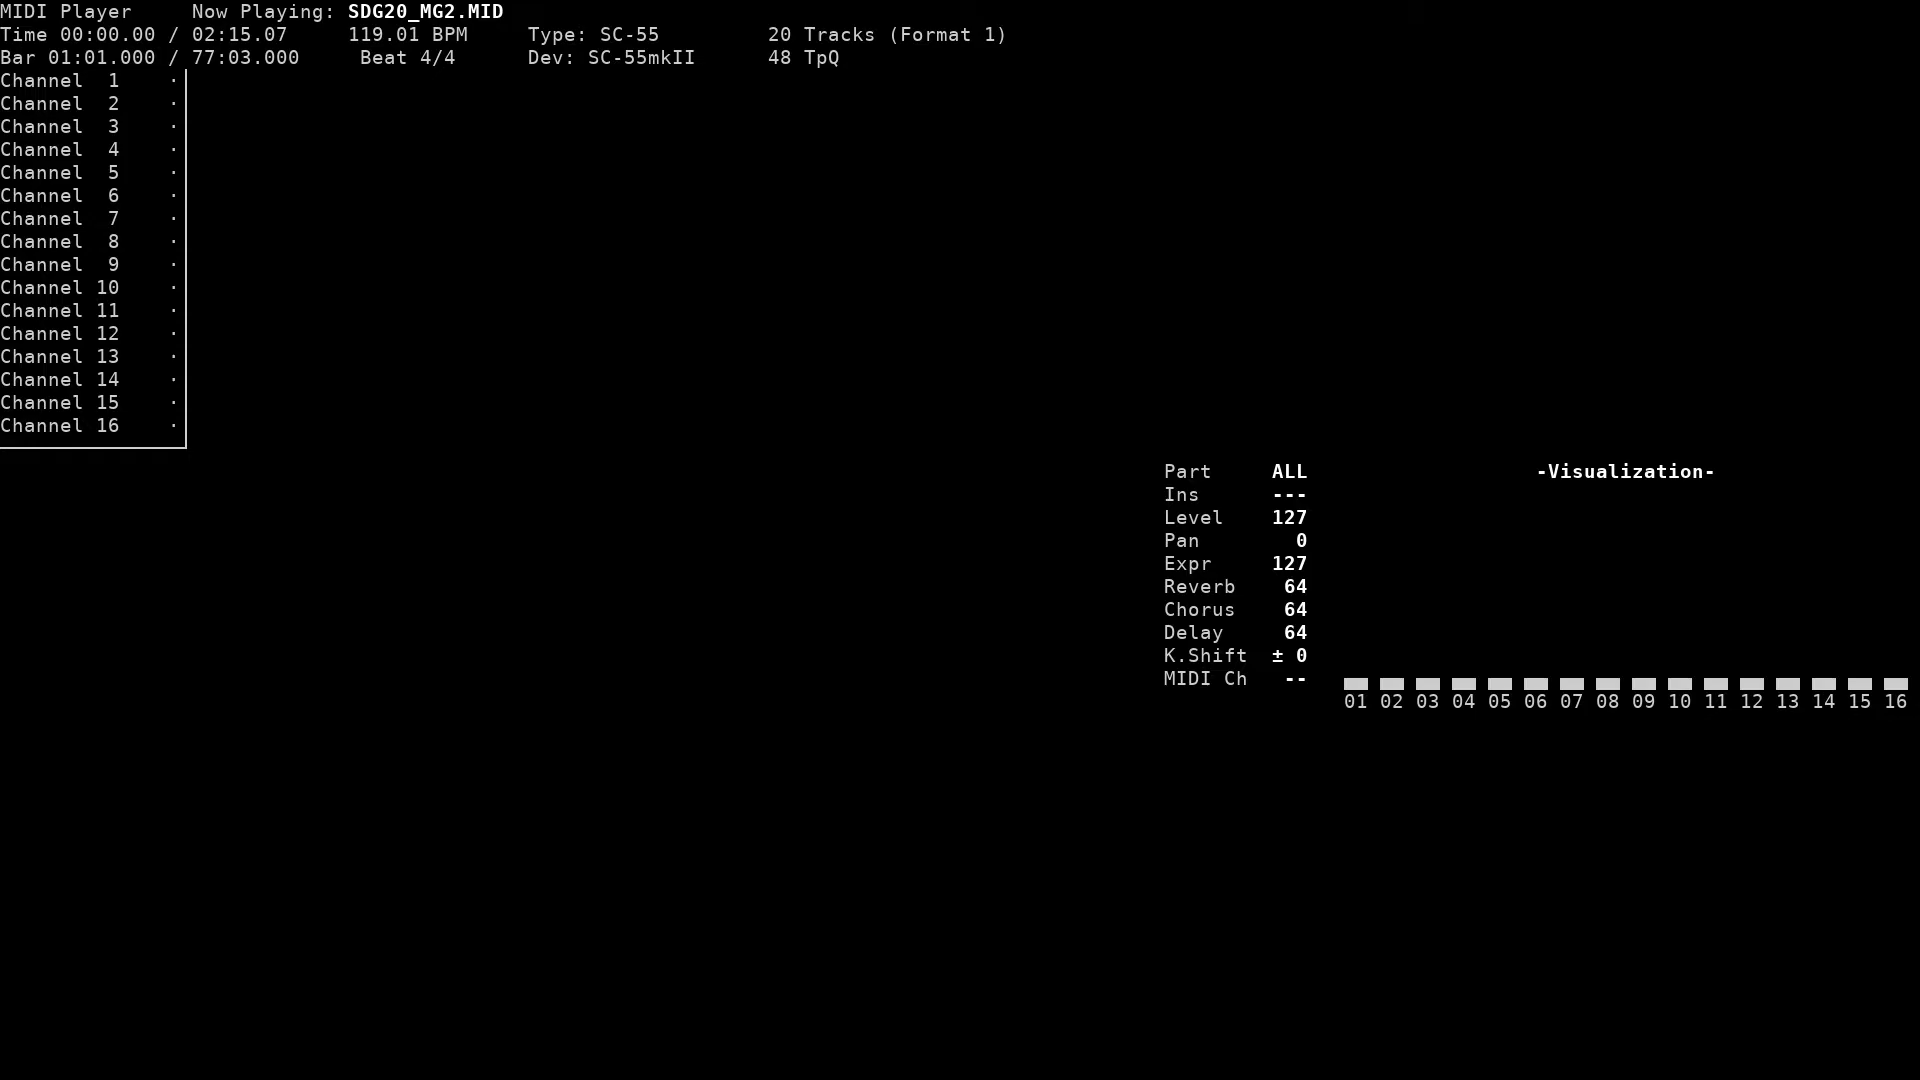 MIDI Player     Now Playing: SDG20_MG2.MID
Time 00:00.00 / 02:15.07     119.01 BPM     Type: SC-55         20 Tracks (Format 1)
Bar 01:01.000 / 77:03.000     Beat 4/4      Dev: SC-55mkII      48 TpQ
Channel  1    ·
Channel  2    ·
Channel  3    ·
Channel  4    ·
Channel  5    ·
Channel  6    ·
Channel  7    ·
Channel  8    ·
Channel  9    ·
Channel 10    ·
Channel 11    ·
Channel 12    ·
Channel 13    ·
Channel 14    ·
Channel 15    ·
Channel 16    ·
Part     ALL                   -Visualization-
Ins      ---
Level    127
Pan        0
Expr     127
Reverb    64
Chorus    64
Delay     64
K.Shift  ± 0
MIDI Ch   --
01 02 03 04 05 06 07 08 09 10 11 12 13 14 15 16